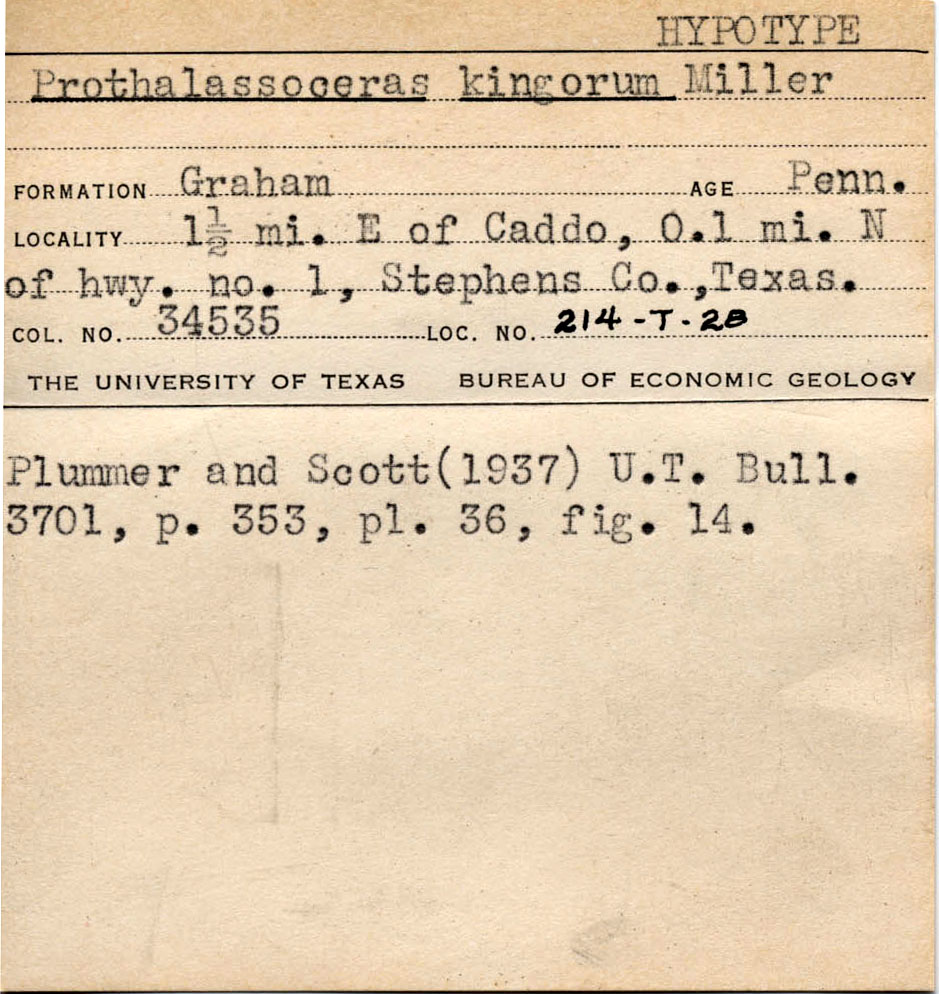 HYPOTYPE
Prothalassoceras kingorum Miller
FORMATION Graham AGE Penn.
LOCALITY 1½ mi. E of Caddo, 0.1 mi. N
of hwy. no. 1, Stephens Co.,Texas.
COL. NO. 34535 LOC. NO. 214-T-28
THE UNIVERSITY OF TEXAS BUREAU OF ECONOMIC GEOLOGY
Plummer and Scott(1937) U.T. Bull.
3701, p. 353, pl. 36, fig. 14.